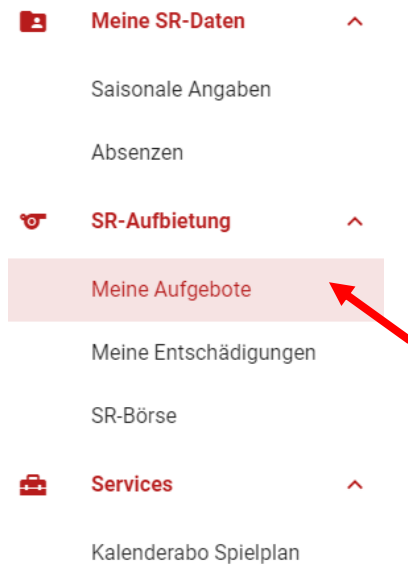 Meine SR-Daten
Saisonale Angaben
Absenzen
SR-Aufbietung
Meine Aufgebote
Meine Entschädigungen
SR-Börse
Services
Kalenderabo Spielplan